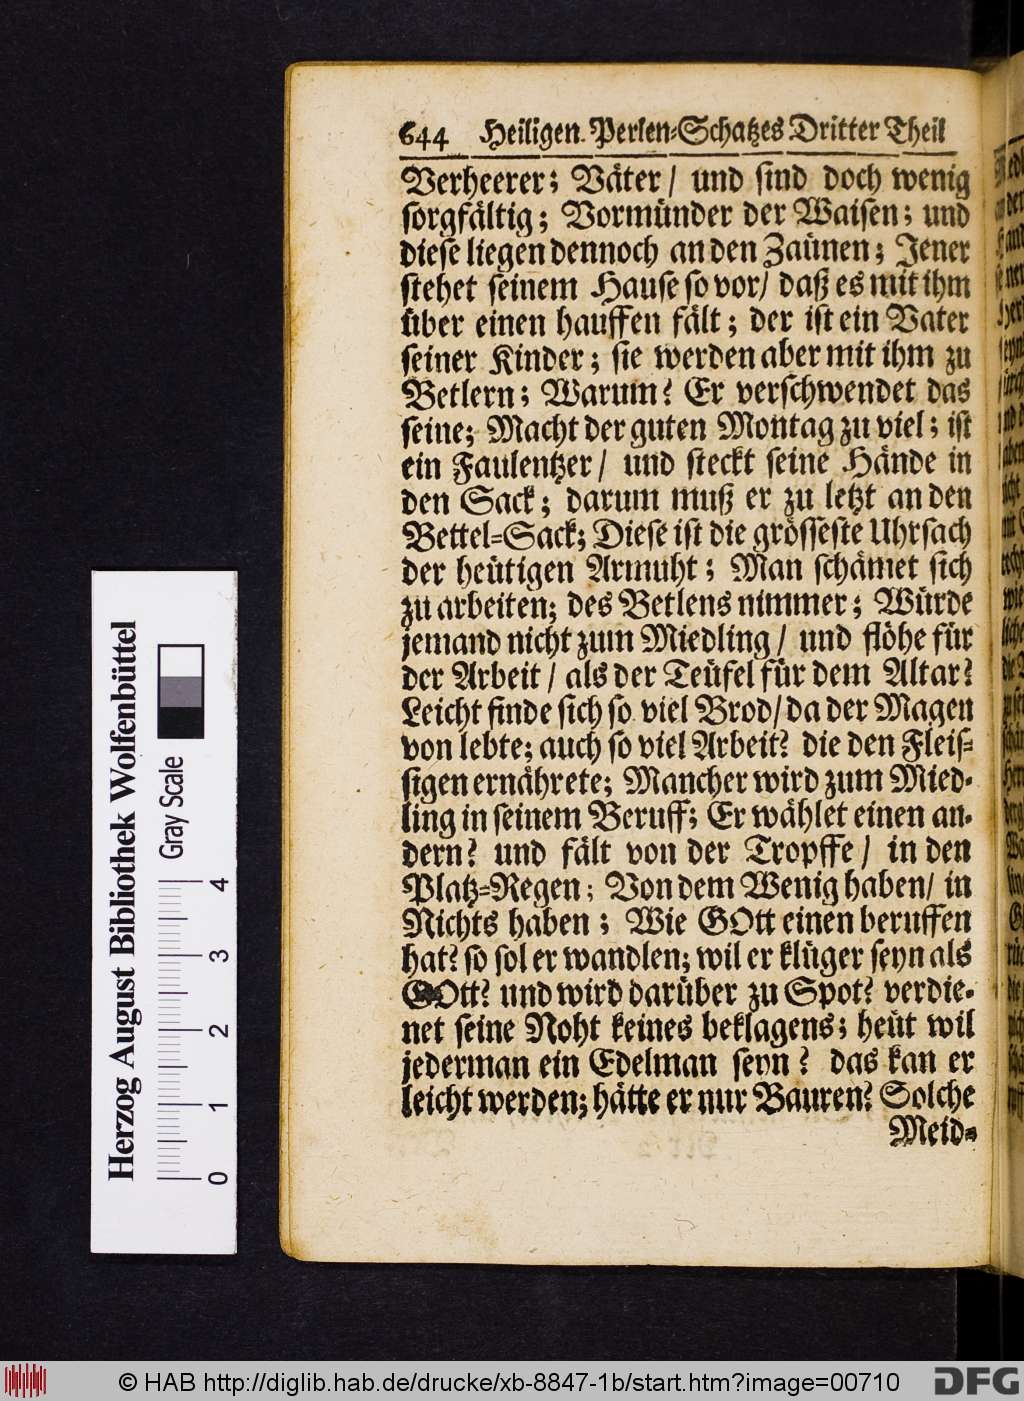 644 Heiligen Perlen=Schatzes Dritter Theil
Verheerer; Väter/ und sind doch wenig
sorgfältig; Vormünder der Waisen; und
diese liegen dennoch an den Zaünen; Jener
stehet seinem Hause so vor/ daß es mit ihm
über einen hauffen fält; der ist ein Vater
seiner Kinder; sie werden aber mit ihm zu
Betlern; Warum? Er verschwendet das
seine; Macht der guten Montag zu viel; ist
ein Faulentzer/ und steckt seine Hände in
den Sack; darum muß er zu letzt an den
Bettel=Sack; Diese ist die grösseste Uhrsach
der heütigen Armuht; Man schämet sich
zu arbeiten; des Betlens nimmer; Würde
jemand nicht zum Miedling/ und flöhe für
der Arbeit/ als der Teüfel für dem Altar?
Leicht finde sich so viel Brod/ da der Magen
von lebte; auch so viel Arbeit? die den Fleis=
sigen ernährete; Mancher wird zum Mied=
ling in seinem Beruff; Er wählet einen an=
dern? und fält von der Tropffe/ in den
Platz=Regen; Von dem Wenig haben/ in
Nichts haben; Wie GOtt einen beruffen
hat? so sol er wandlen; wil er klüger seyn als
GOtt? und wird darüber zu Spot? verdie=
net seine Noht keines beklagens; heüt wil
jederman ein Edelman seyn? das kan er
leicht werden; hätte er nur Bauren? Solche
Meid=
Herzog August Bibliothek Wolfenbüttel
Gray Scale
0 1 2 3 4
© HAB http://diglib.hab.de/drucke/xb-8847-1b/start.htm?image=00710
DFG